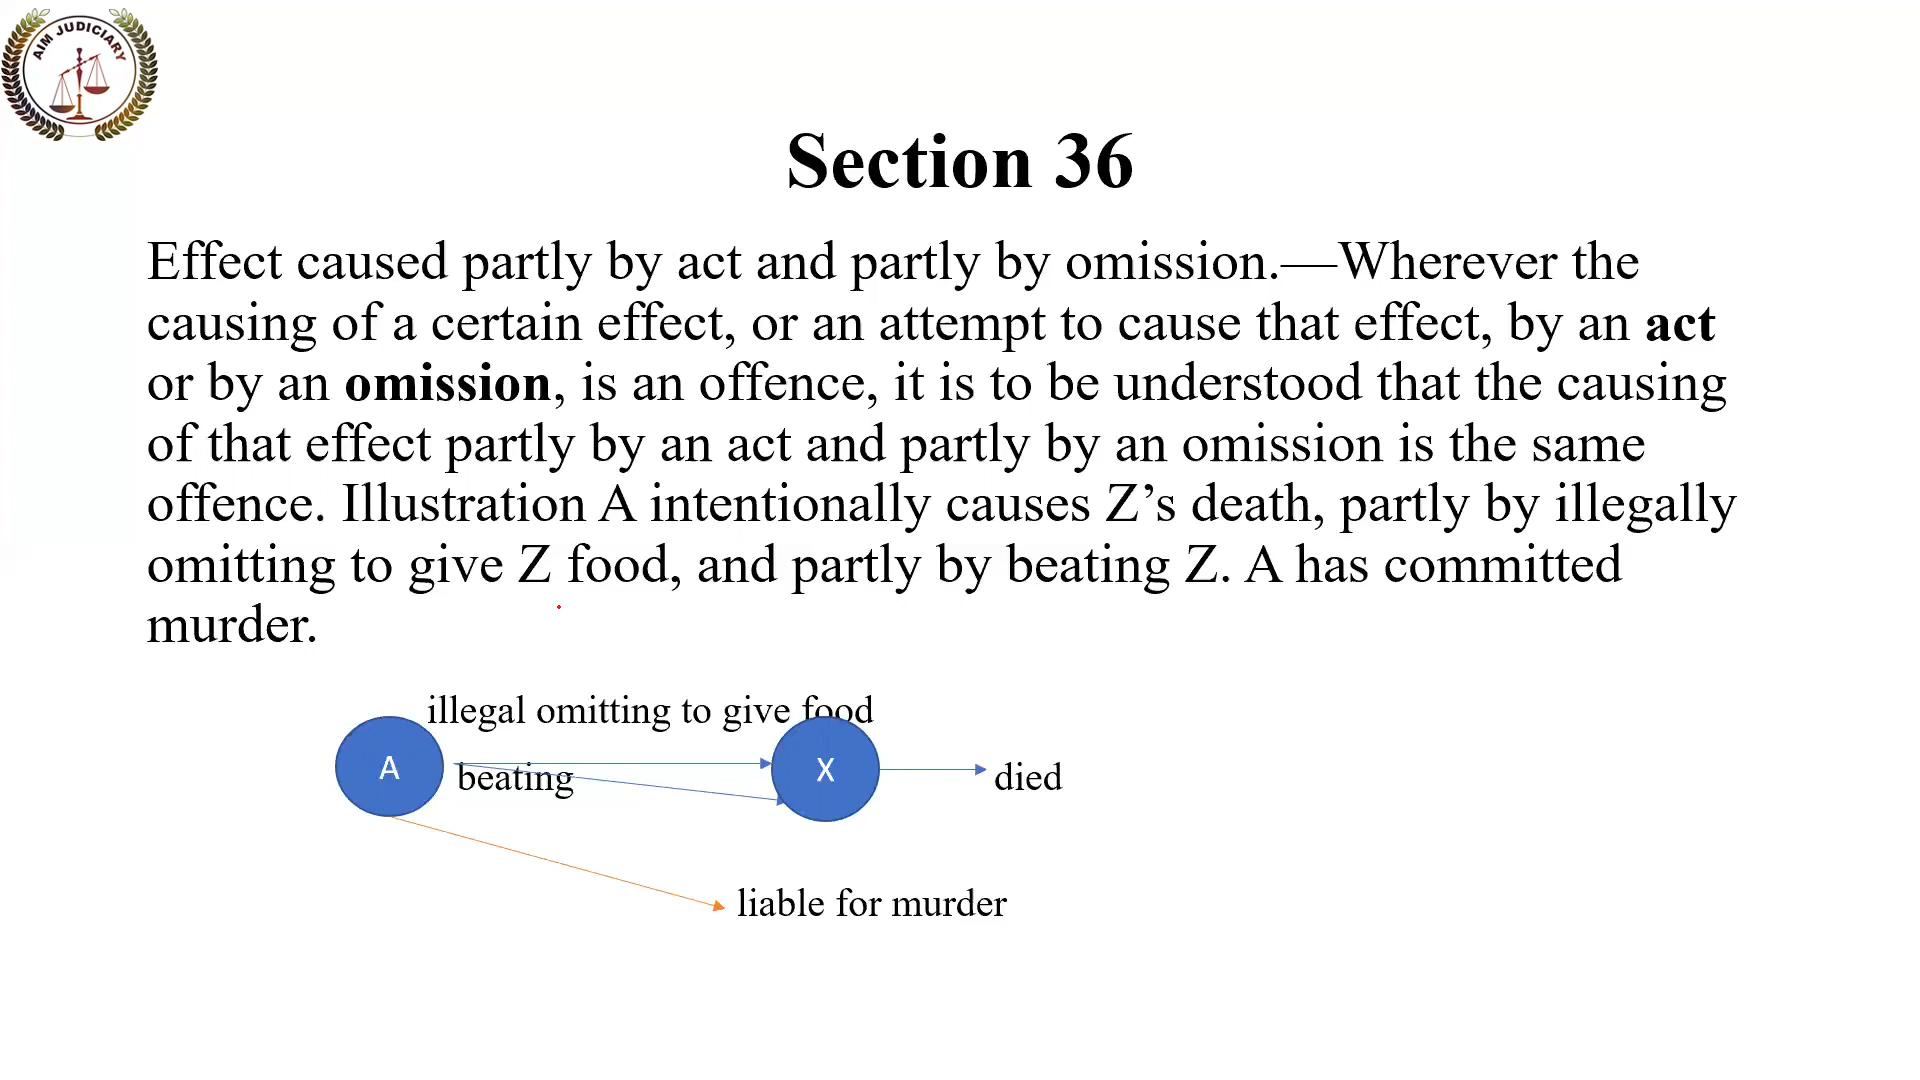 AIM JUDICIARY
Section 36
Effect caused partly by act and partly by omission.—Wherever the
causing of a certain effect, or an attempt to cause that effect, by an act
or by an omission, is an offence, it is to be understood that the causing
of that effect partly by an act and partly by an omission is the same
offence. Illustration A intentionally causes Z’s death, partly by illegally
omitting to give Z food, and partly by beating Z. A has committed
murder.
illegal omitting to give food
A
beating
X
died
liable for murder